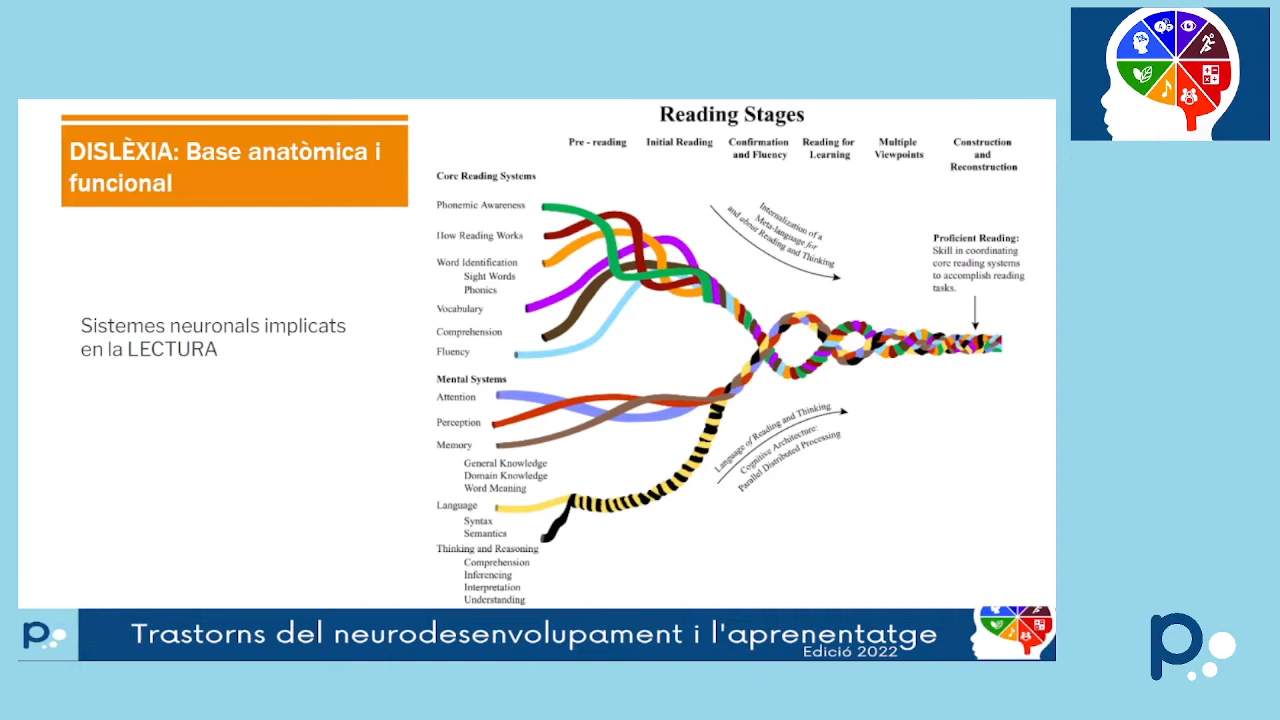 DISLÈXIA: Base anatòmica i
funcional
Sistemes neuronals implicats
en la LECTURA
Reading Stages
Pre - reading
Initial Reading
Confirmation
and Fluency
Reading for
Learning
Multiple
Viewpoints
Construction
and
Reconstruction
Core Reading Systems
Phonemic Awareness
How Reading Works
Word Identification
Sight Words
Phonics
Vocabulary
Comprehension
Fluency
Internalization of a
Meta-language for
and about Reading and Thinking
Proficient Reading:
Skill in coordinating
core reading systems
to accomplish reading
tasks.
Mental Systems
Attention
Perception
Memory
General Knowledge
Domain Knowledge
Word Meaning
Language
Syntax
Semantics
Thinking and Reasoning
Comprehension
Inferencing
Interpretation
Understanding
Language of Reading and Thinking
Cognitive Architecture:
Parallel Distributed Processing
p
Trastorns del neurodesenvolupament i l'aprenentatge
Edició 2022
p